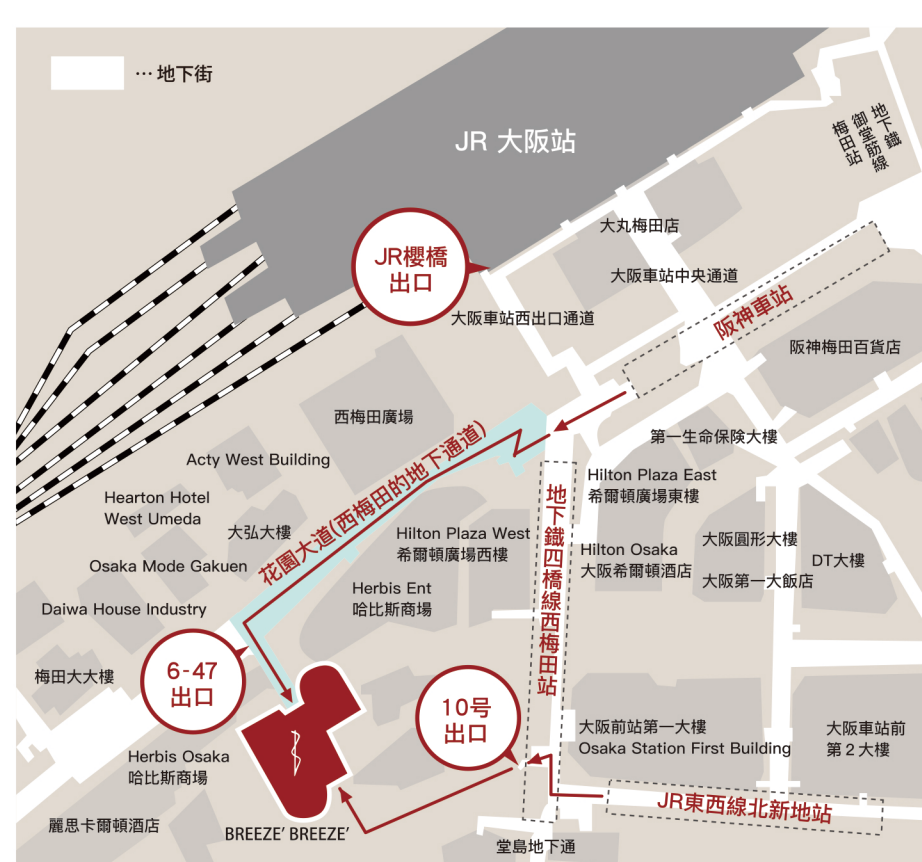 … 地下街
JR 大阪站
地下鐵
御堂筋線
梅田站
大丸梅田店
JR櫻橋
出口
大阪車站中央通道
阪神車站
大阪車站西出口通道
阪神梅田百貨店
西梅田廣場
花園大道(西梅田的地下通道)
第一生命保険大樓
Acty West Building
Hilton Plaza East
希爾頓廣場東樓
Hearton Hotel
West Umeda
地下鐵四橋線西梅田站
大弘大樓
Hilton Plaza West
希爾頓廣場西樓
大阪圓形大樓
Hilton Osaka
大阪希爾頓酒店
DT大樓
Osaka Mode Gakuen
大阪第一大飯店
Herbis Ent
哈比斯商場
Daiwa House Industry
6-47
出口
梅田大大樓
10号
出口
大阪前站第一大樓
Osaka Station First Building
大阪車站前
第2大樓
Herbis Osaka
哈比斯商場
JR東西線北新地站
麗思卡爾頓酒店
BREEZE' BREEZE'
堂島地下通